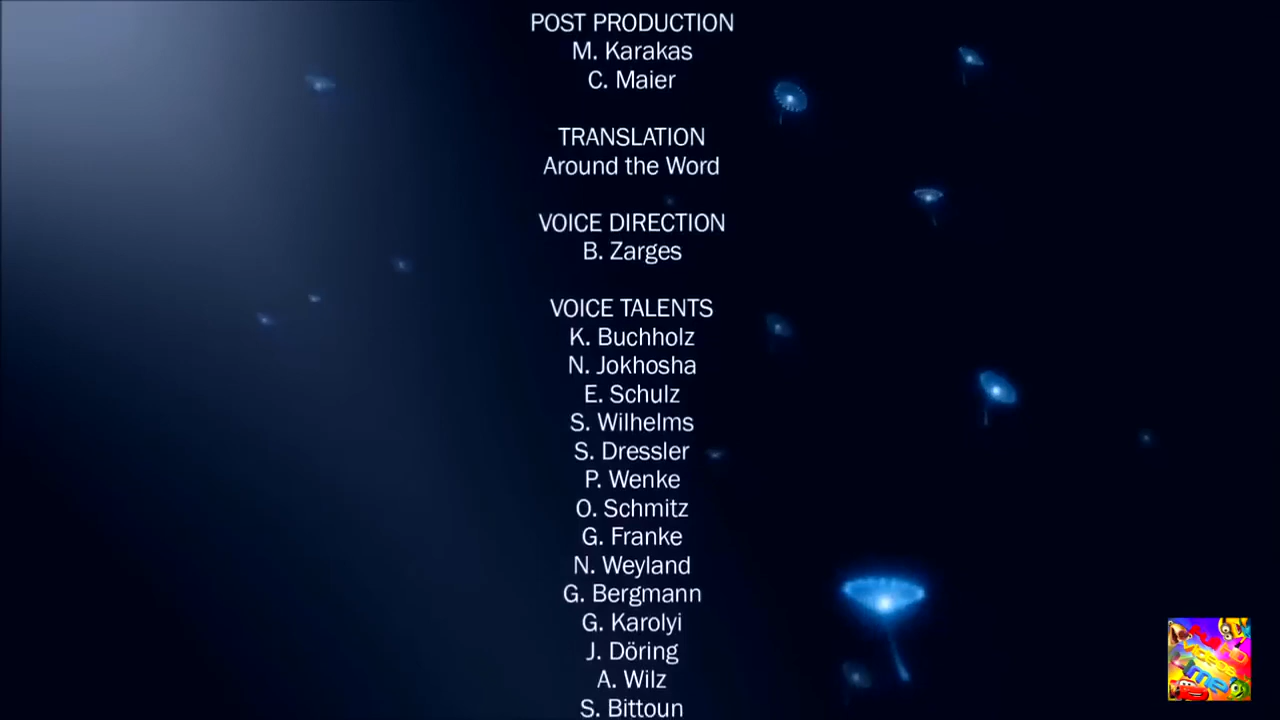 POST PRODUCTION
M. Karakas
C. Maier
TRANSLATION
Around the Word
VOICE DIRECTION
B. Zarges
VOICE TALENTS
K. Buchholz
N. Jokhosha
E. Schulz
S. Wilhelms
S. Dressler
P. Wenke
O. Schmitz
G. Franke
N. Weyland
G. Bergmann
G. Karolyi
J. Döring
A. Wilz
S. Bittoun